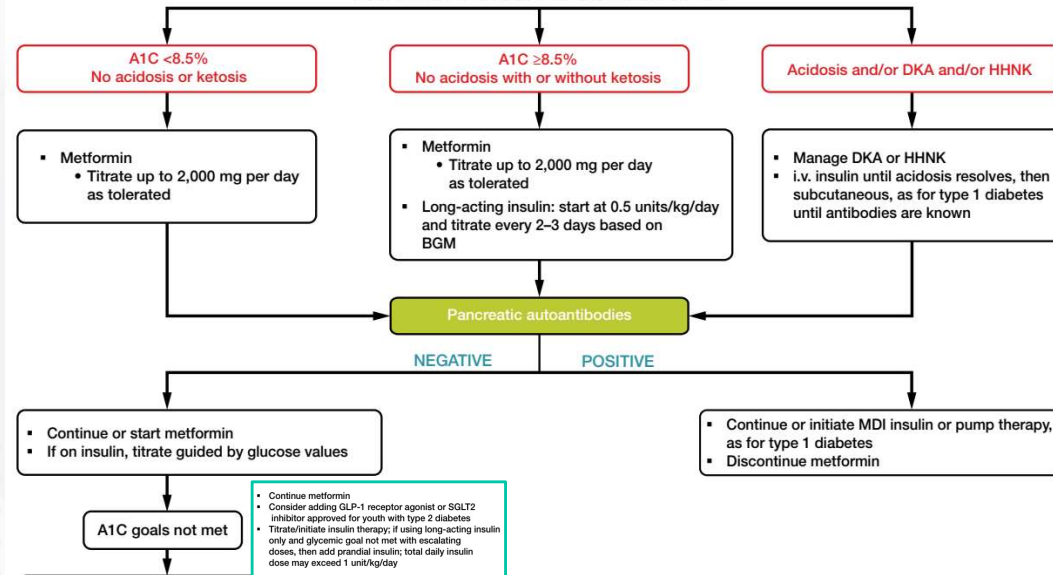 A1C <8.5%
No acidosis or ketosis
A1C ≥8.5%
No acidosis with or without ketosis
Acidosis and/or DKA and/or HHNK
▪ Metformin
• Titrate up to 2,000 mg per day
as tolerated
▪ Metformin
• Titrate up to 2,000 mg per day
as tolerated
▪ Long-acting insulin: start at 0.5 units/kg/day
and titrate every 2–3 days based on
BGM
▪ Manage DKA or HHNK
▪ i.v. insulin until acidosis resolves, then
subcutaneous, as for type 1 diabetes
until antibodies are known
Pancreatic autoantibodies
NEGATIVE
POSITIVE
▪ Continue or start metformin
▪ If on insulin, titrate guided by glucose values
▪ Continue or initiate MDI insulin or pump therapy,
as for type 1 diabetes
▪ Discontinue metformin
A1C goals not met
▪ Continue metformin
▪ Consider adding GLP-1 receptor agonist or SGLT2
inhibitor approved for youth with type 2 diabetes
▪ Titrate/initiate insulin therapy; if using long-acting insulin
only and glycemic goal not met with escalating
doses, then add prandial insulin; total daily insulin
dose may exceed 1 unit/kg/day